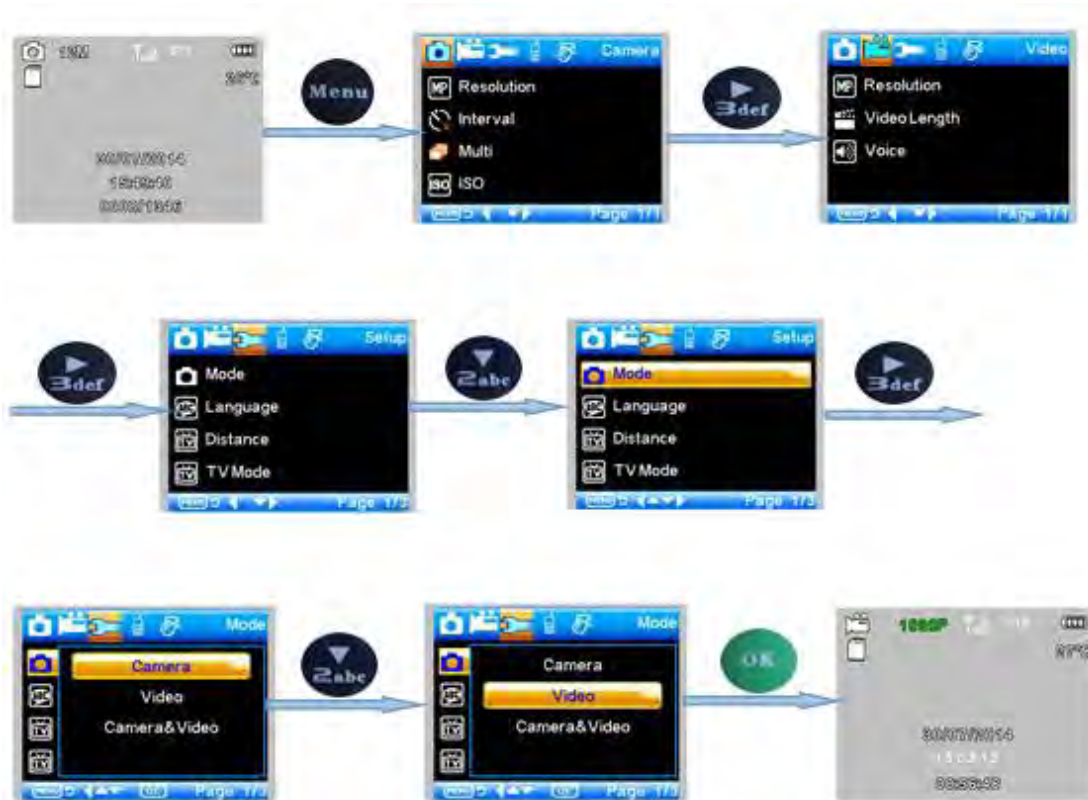 Menu
Camera
Resolution
Interval
Multi
ISO
Page 1/1
3def
Video
Resolution
Video Length
Voice
Page 1/1
3def
Setup
Mode
Language
Distance
TV Mode
Page 1/3
2abc
Setup
Mode
Language
Distance
TV Mode
Page 1/3
3def
Mode
Camera
Video
Camera&Video
OK
Page 1/3
2abc
Mode
Camera
Video
Camera&Video
OK
Page 1/3
OK
1080P